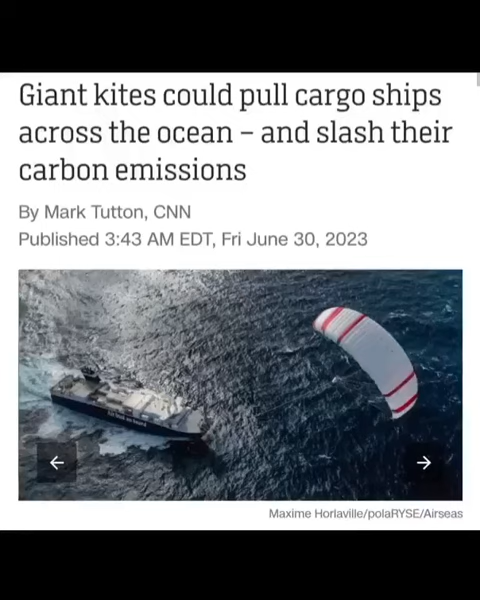 Giant kites could pull cargo ships
across the ocean – and slash their
carbon emissions
By Mark Tutton, CNN
Published 3:43 AM EDT, Fri June 30, 2023
Maxime Horlaville/polaRYSE/Airseas